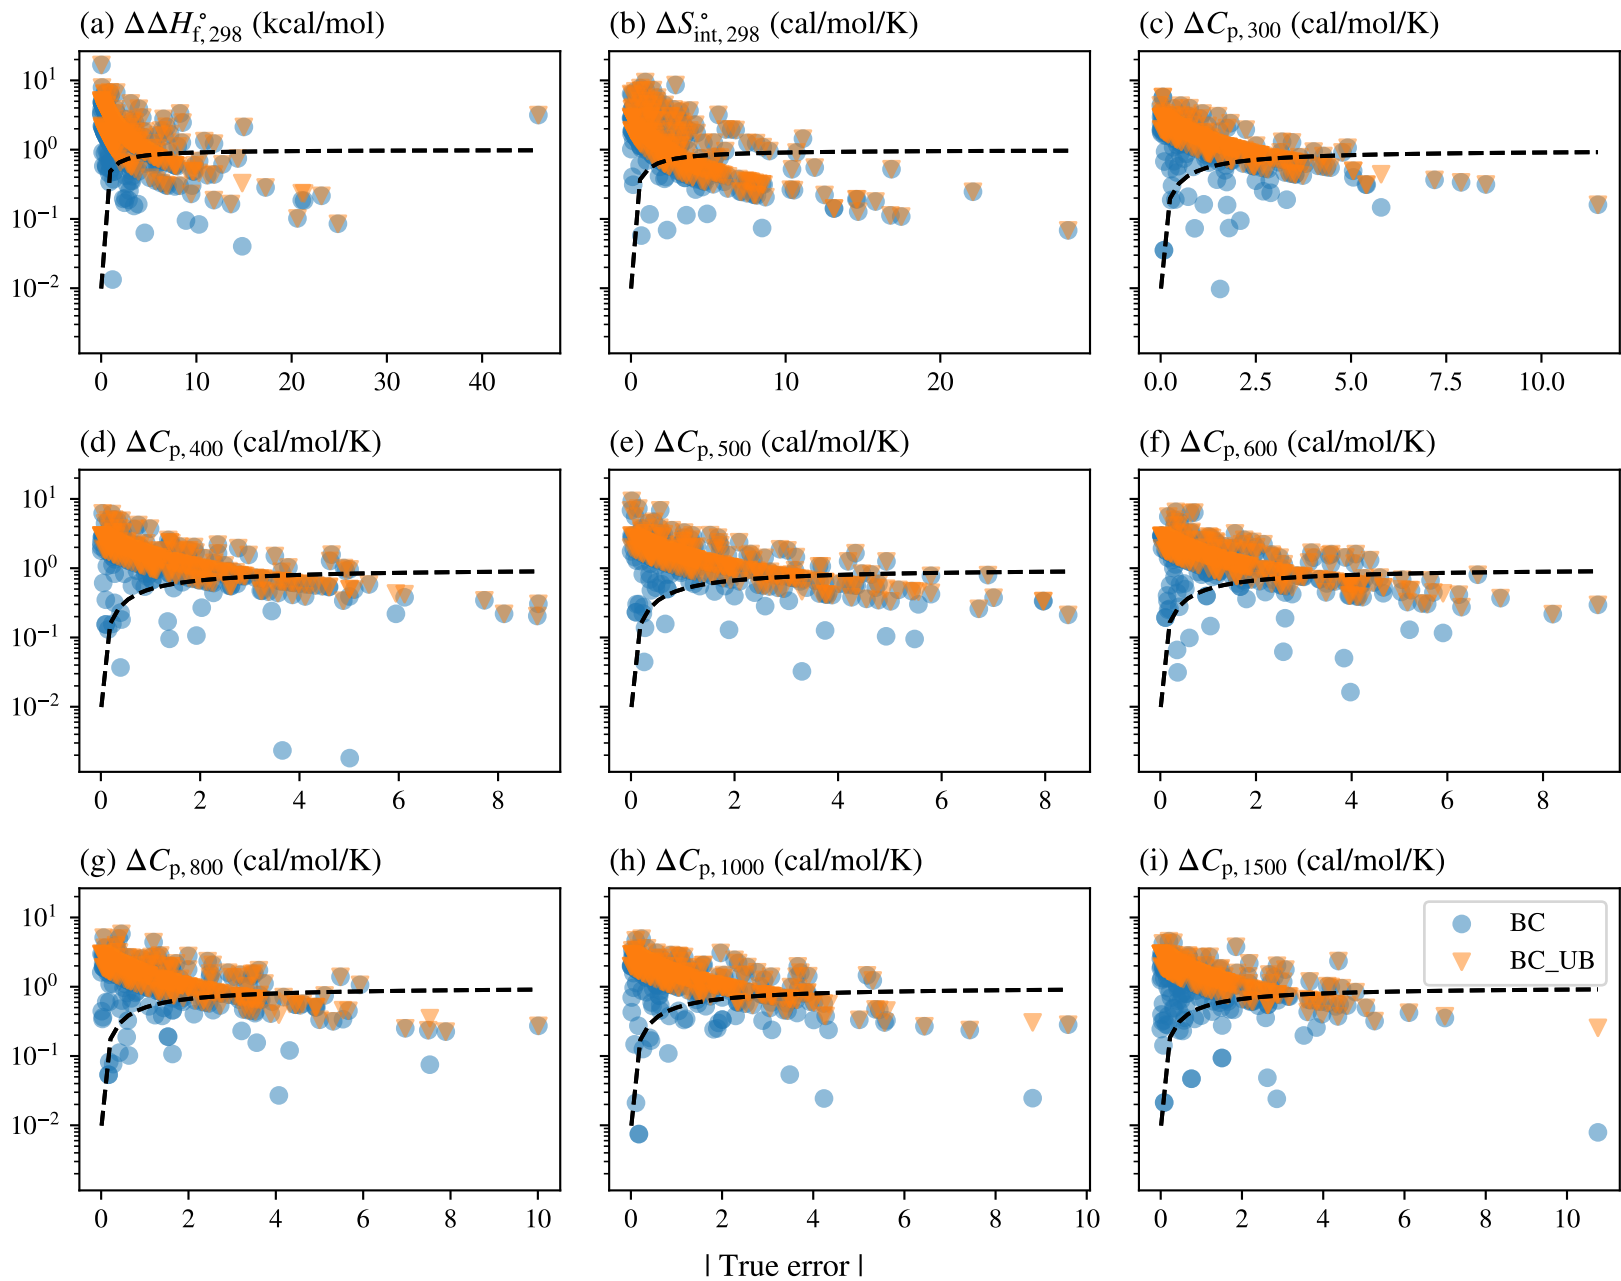 (a) ΔΔH°f, 298 (kcal/mol)
(b) ΔS°int, 298 (cal/mol/K)
(c) ΔCp, 300 (cal/mol/K)
10¹
10⁰
10⁻¹
10⁻²
0 10 20 30 40
0 10 20
0.0 2.5 5.0 7.5 10.0
(d) ΔCp, 400 (cal/mol/K)
(e) ΔCp, 500 (cal/mol/K)
(f) ΔCp, 600 (cal/mol/K)
10¹
10⁰
10⁻¹
10⁻²
0 2 4 6 8
0 2 4 6 8
0 2 4 6 8
(g) ΔCp, 800 (cal/mol/K)
(h) ΔCp, 1000 (cal/mol/K)
(i) ΔCp, 1500 (cal/mol/K)
10¹
10⁰
10⁻¹
10⁻²
BC
BC_UB
0 2 4 6 8 10
0 2 4 6 8 10
0 2 4 6 8 10
| True error |